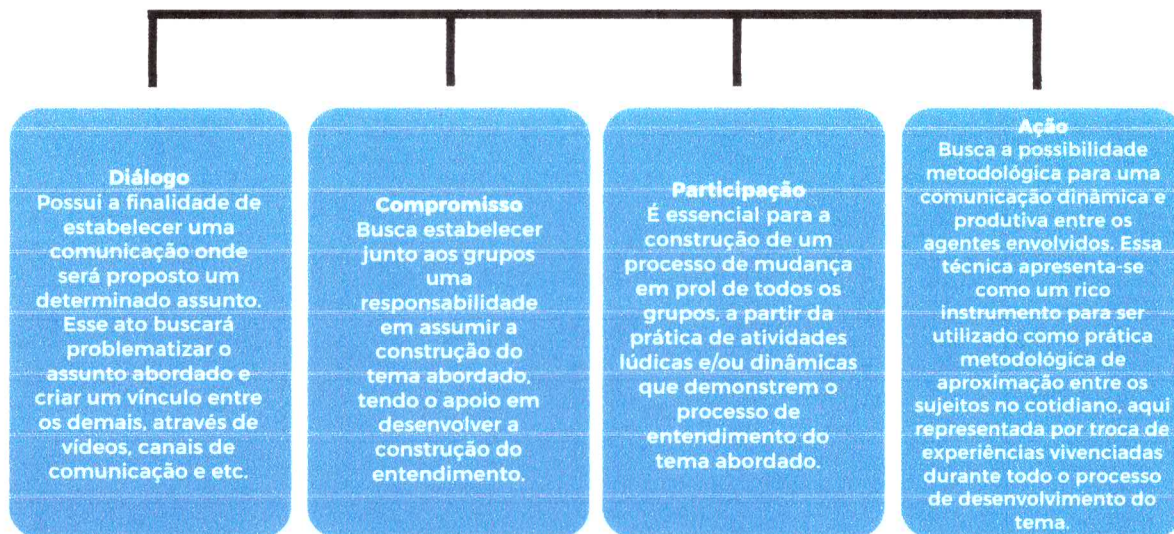 Diálogo
Possui a finalidade de
estabelecer uma
comunicação onde
será proposto um
determinado assunto.
Esse ato buscará
problematizar o
assunto abordado e
criar um vínculo entre
os demais, através de
vídeos, canais de
comunicação e etc.
Compromisso
Busca estabelecer
junto aos grupos
uma
responsabilidade
em assumir a
construção do
tema abordado,
tendo o apoio em
desenvolver a
construção do
entendimento.
Participação
É essencial para a
construção de um
processo de mudança
em prol de todos os
grupos, a partir da
prática de atividades
lúdicas e/ou dinâmicas
que demonstrem o
processo de
entendimento do
tema abordado.
Ação
Busca a possibilidade
metodológica para uma
comunicação dinâmica e
produtiva entre os
agentes envolvidos. Essa
técnica apresenta-se
como um rico
instrumento para ser
utilizado como prática
metodológica de
aproximação entre os
sujeitos no cotidiano, aqui
representada por troca de
experiências vivenciadas
durante todo o processo
de desenvolvimento do
tema.